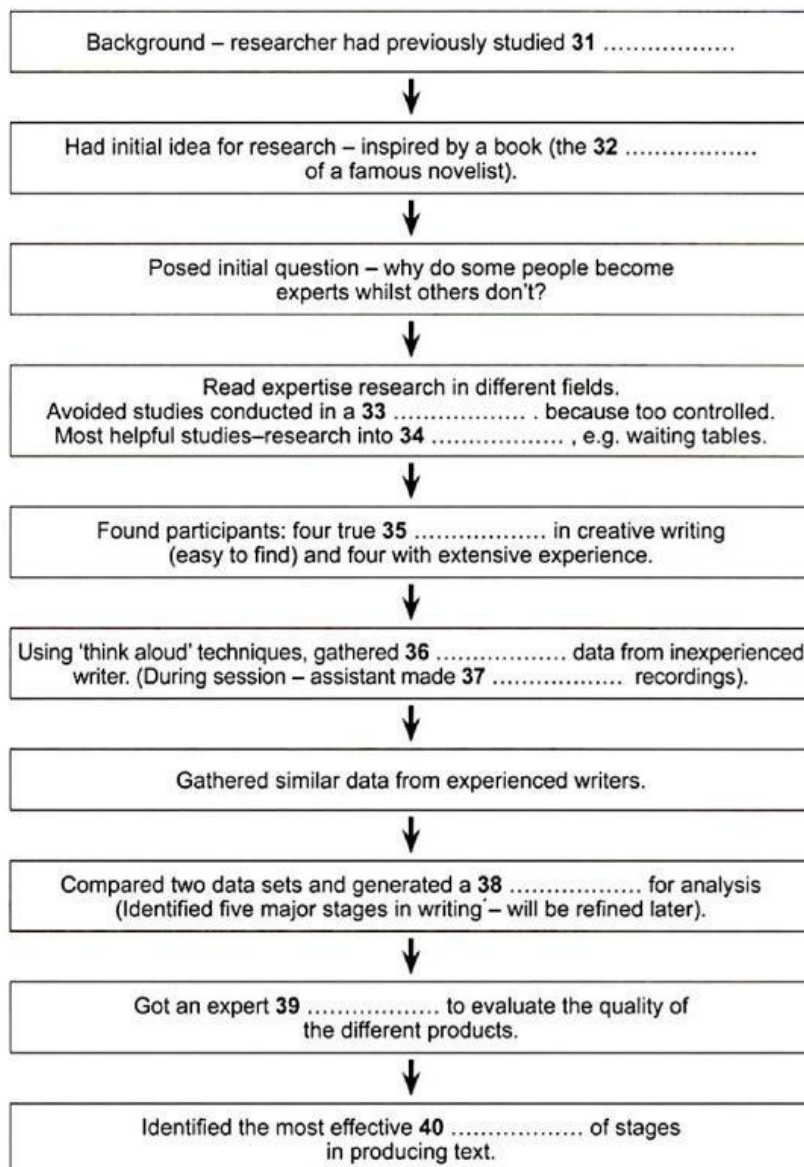 Background – researcher had previously studied 31 ...................
Had initial idea for research – inspired by a book (the 32 ...................
of a famous novelist).
Posed initial question – why do some people become
experts whilst others don't?
Read expertise research in different fields.
Avoided studies conducted in a 33 ................... . because too controlled.
Most helpful studies–research into 34 ................... , e.g. waiting tables.
Found participants: four true 35 ................... in creative writing
(easy to find) and four with extensive experience.
Using 'think aloud' techniques, gathered 36 ................... data from inexperienced
writer. (During session – assistant made 37 ................... recordings).
Gathered similar data from experienced writers.
Compared two data sets and generated a 38 ................... for analysis
(Identified five major stages in writing – will be refined later).
Got an expert 39 ................... to evaluate the quality of
the different products.
Identified the most effective 40 ................... of stages
in producing text.